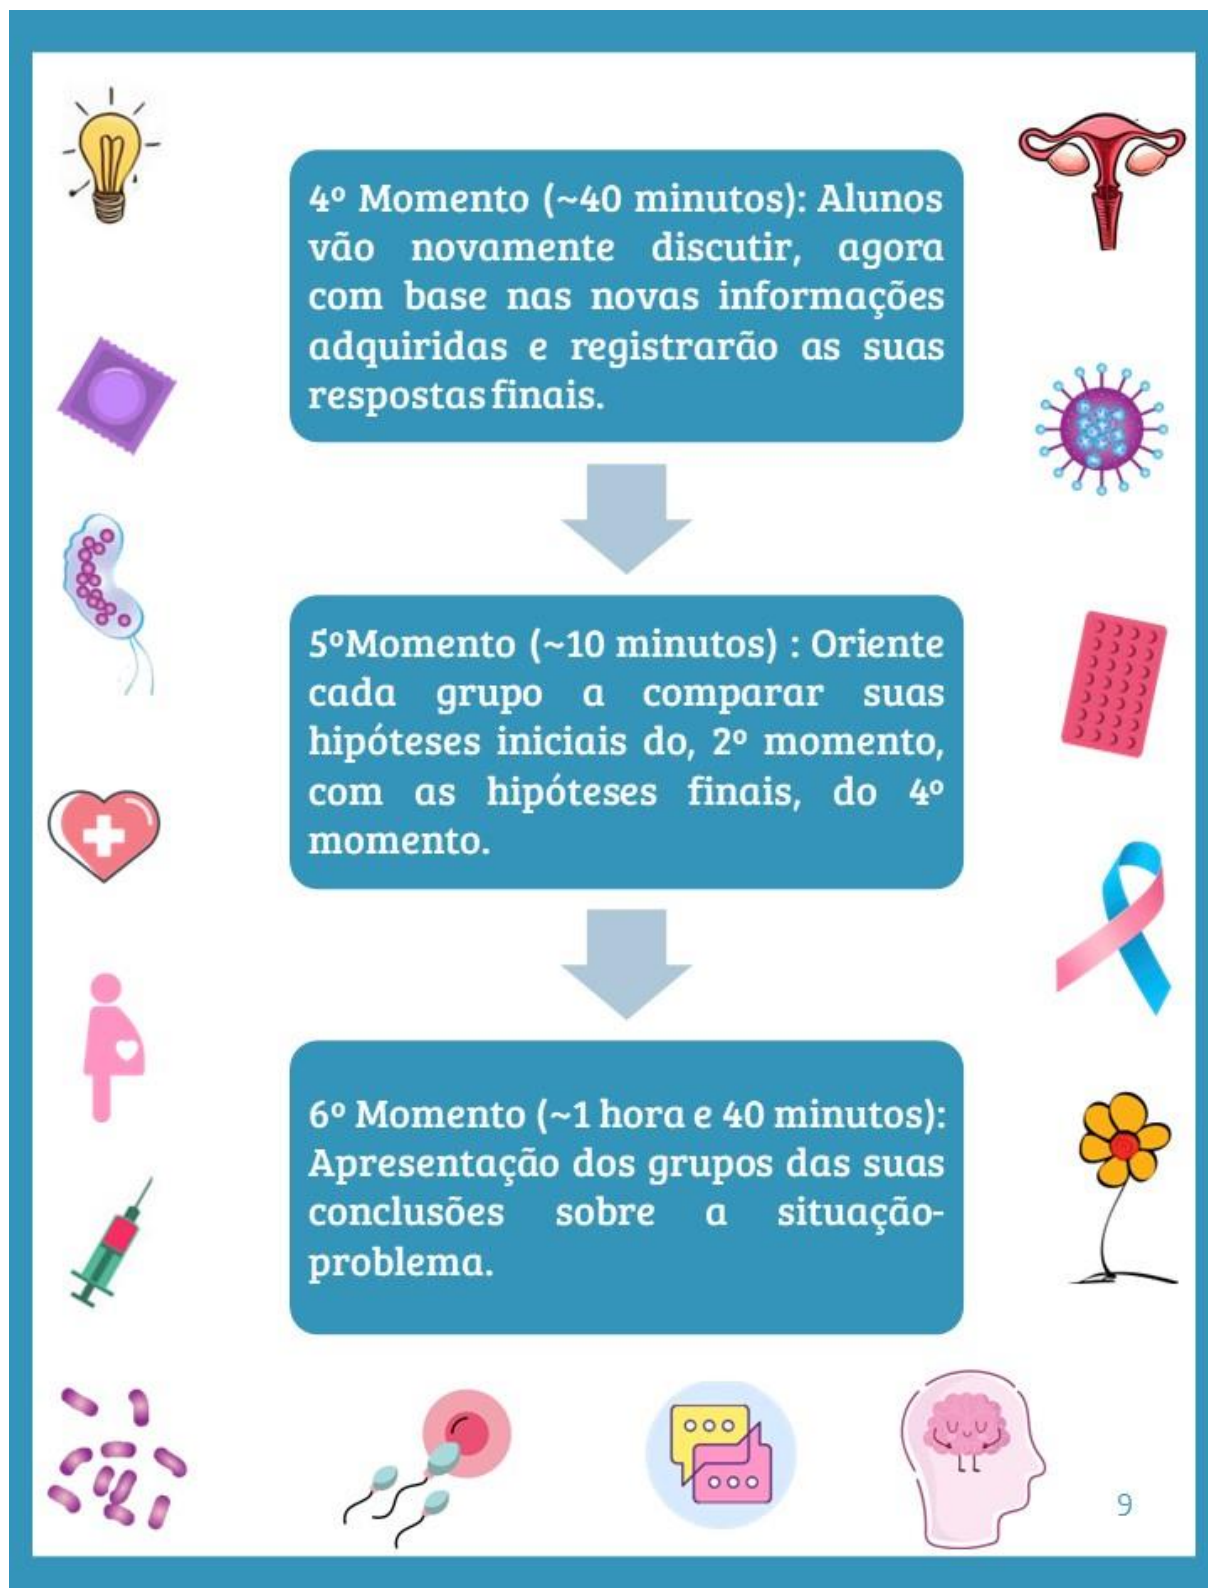 4º Momento (~40 minutos): Alunos
vão novamente discutir, agora
com base nas novas informações
adquiridas e registrarão as suas
respostas finais.
5ºMomento (~10 minutos) : Oriente
cada grupo a comparar suas
hipóteses iniciais do, 2º momento,
com as hipóteses finais, do 4º
momento.
6º Momento (~1 hora e 40 minutos):
Apresentação dos grupos das suas
conclusões sobre a situação-
problema.
9